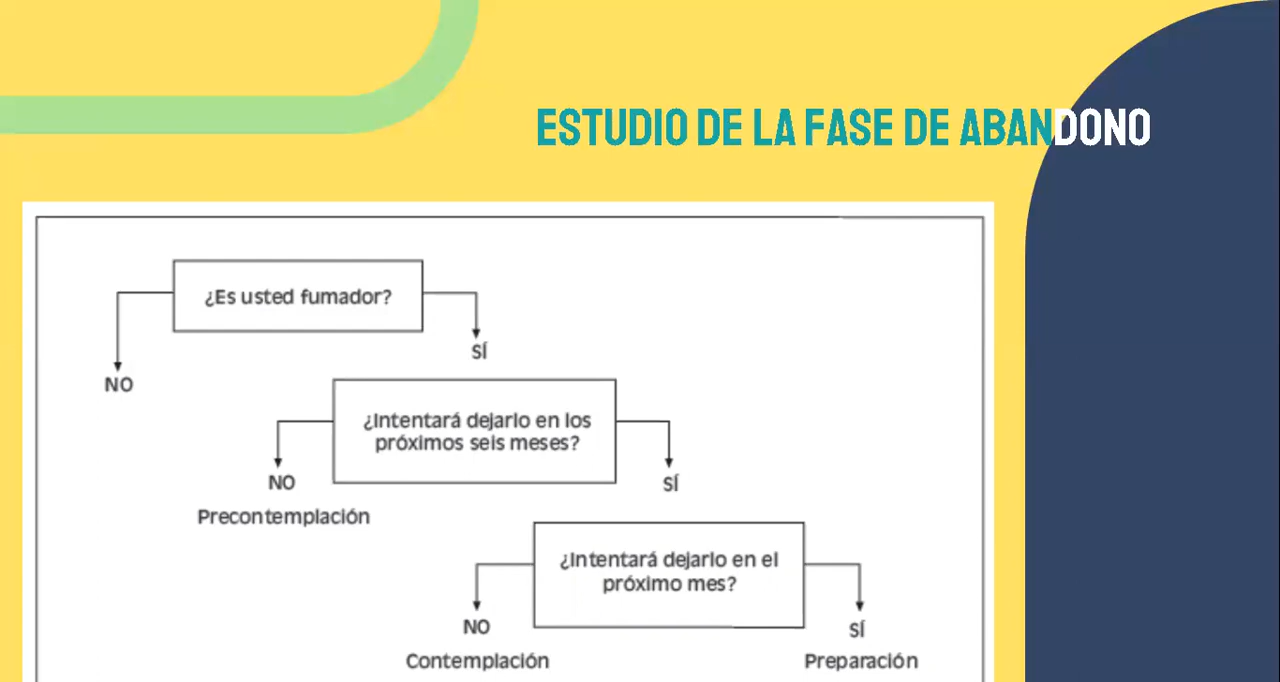 ESTUDIO DE LA FASE DE ABANDONO
¿Es usted fumador?
SÍ
NO
¿Intentará dejarlo en los
próximos seis meses?
NO
SÍ
Precontemplación
¿Intentará dejarlo en el
próximo mes?
NO
SÍ
Contemplación
Preparación